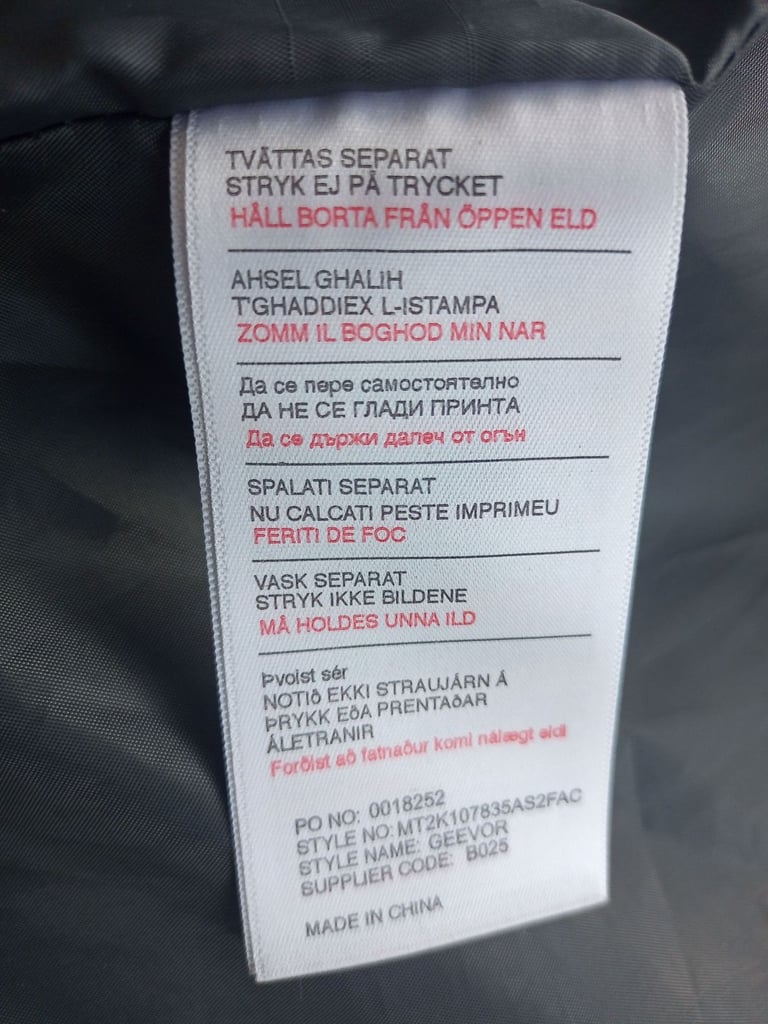 TVÄTTAS SEPARAT
STRYK EJ PÅ TRYCKET
HÅLL BORTA FRÅN ÖPPEN ELD
AHSEL GHALIH
T'GHADDIEX L-ISTAMPA
ZOMM IL BOGHOD MIN NAR
Да се пере самостоятелно
ДА НЕ СЕ ГЛАДИ ПРИНТА
Да се държи далеч от огън
SPALATI SEPARAT
NU CALCATI PESTE IMPRIMEU
FERITI DE FOC
VASK SEPARAT
STRYK IKKE BILDENE
MÅ HOLDES UNNA ILD
Þvoist sér
NOTIð EKKI STRAUJÁRN Á
ÞRYKK EðA PRENTAðAR
ÁLETRANIR
Forðist að fatnaður komi nálægt eldi
PO NO: 0018252
STYLE NO: MT2K107835AS2FAC
STYLE NAME: GEEVOR
SUPPLIER CODE: B025
MADE IN CHINA